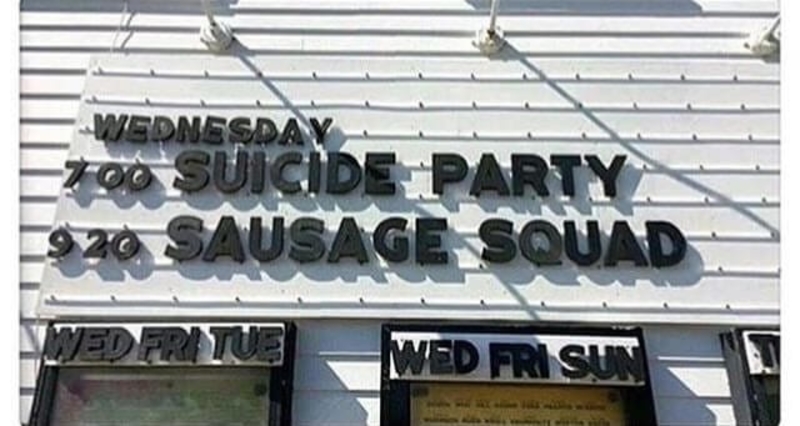 WEDNESDAY
7 00 SUICIDE PARTY
9 20 SAUSAGE SQUAD
WED FRI TUE
WED FRI SUN